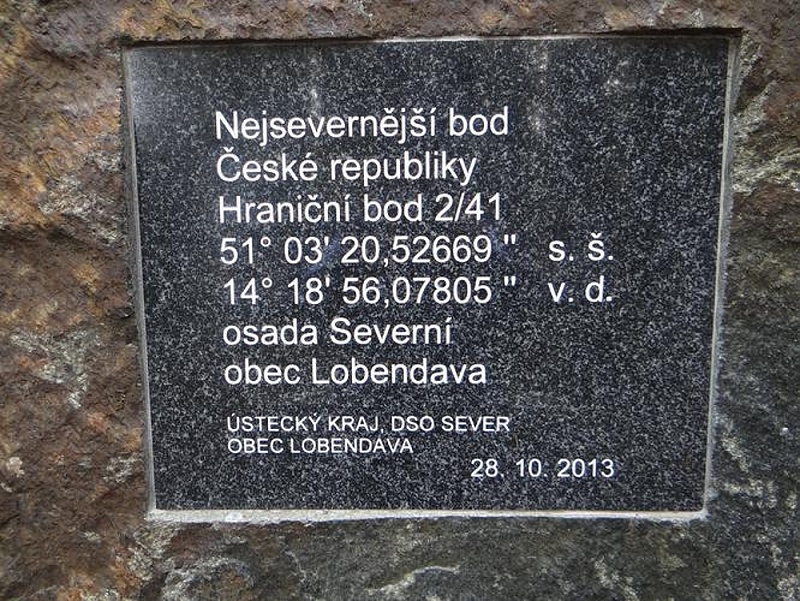 Nejsevernější bod
České republiky
Hraniční bod 2/41
51° 03' 20,52669 " s. š.
14° 18' 56,07805 " v. d.
osada Severní
obec Lobendava
ÚSTECKÝ KRAJ, DSO SEVER
OBEC LOBENDAVA
28. 10. 2013